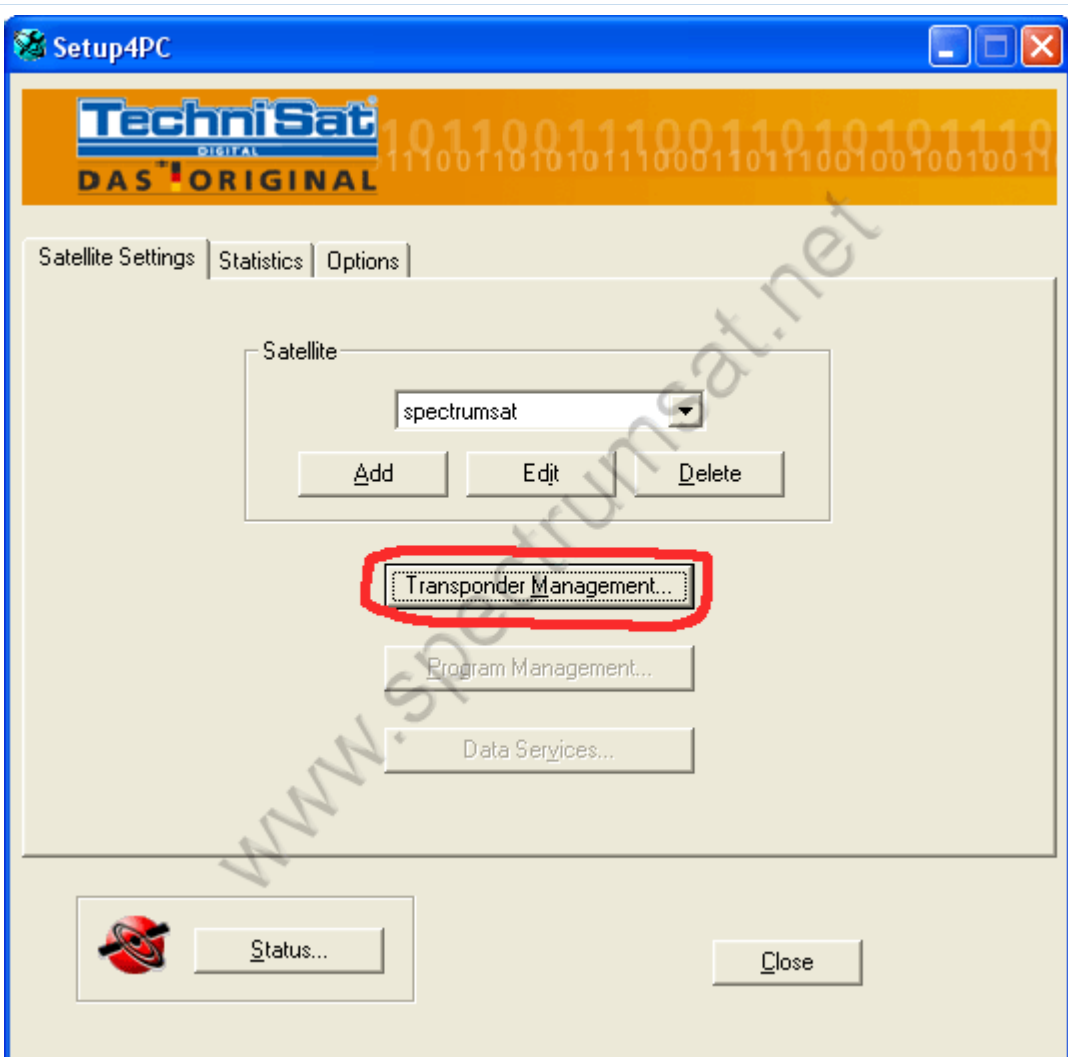 Setup4PC
TechniSat
DIGITAL
DAS ORIGINAL
Satellite Settings
Statistics
Options
Satellite
spectrumsat
Add
Edit
Delete
Transponder Management...
Program Management...
Data Services...
Status...
Close
www.spectrumsat.net